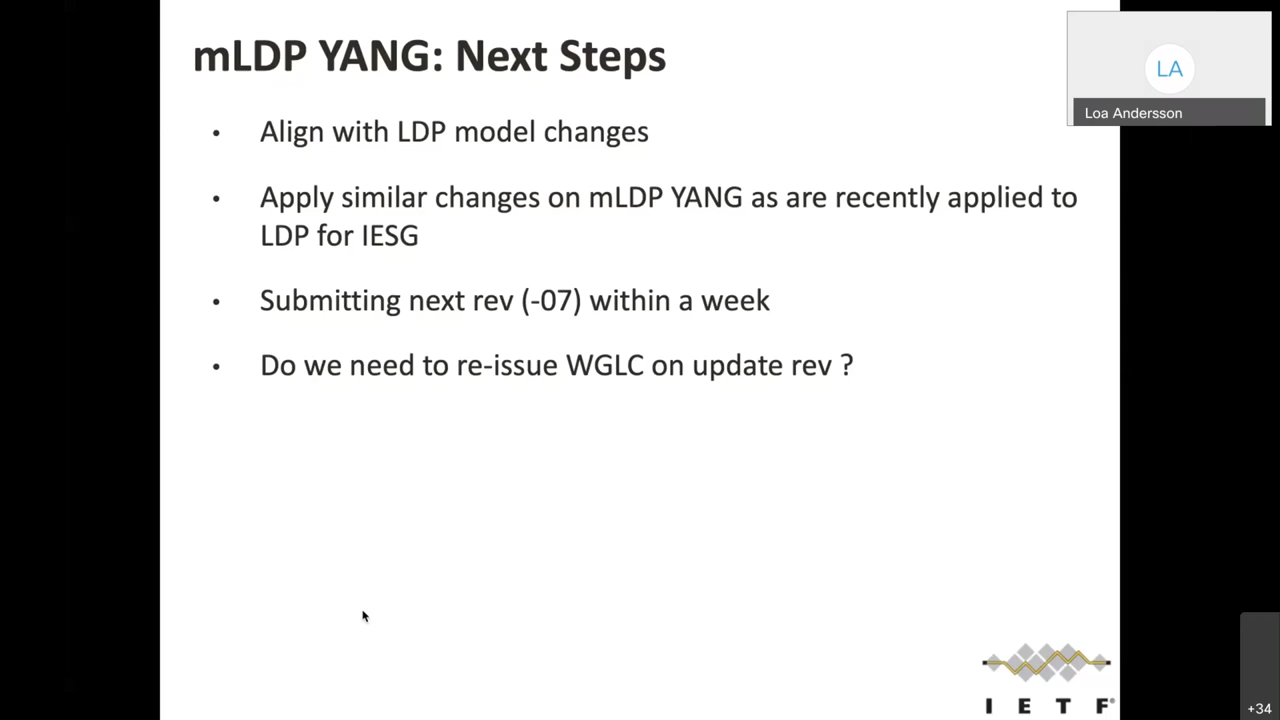 mLDP YANG: Next Steps
LA
Loa Andersson
• Align with LDP model changes
• Apply similar changes on mLDP YANG as are recently applied to
LDP for IESG
• Submitting next rev (-07) within a week
• Do we need to re-issue WGLC on update rev ?
I E T F®
+34